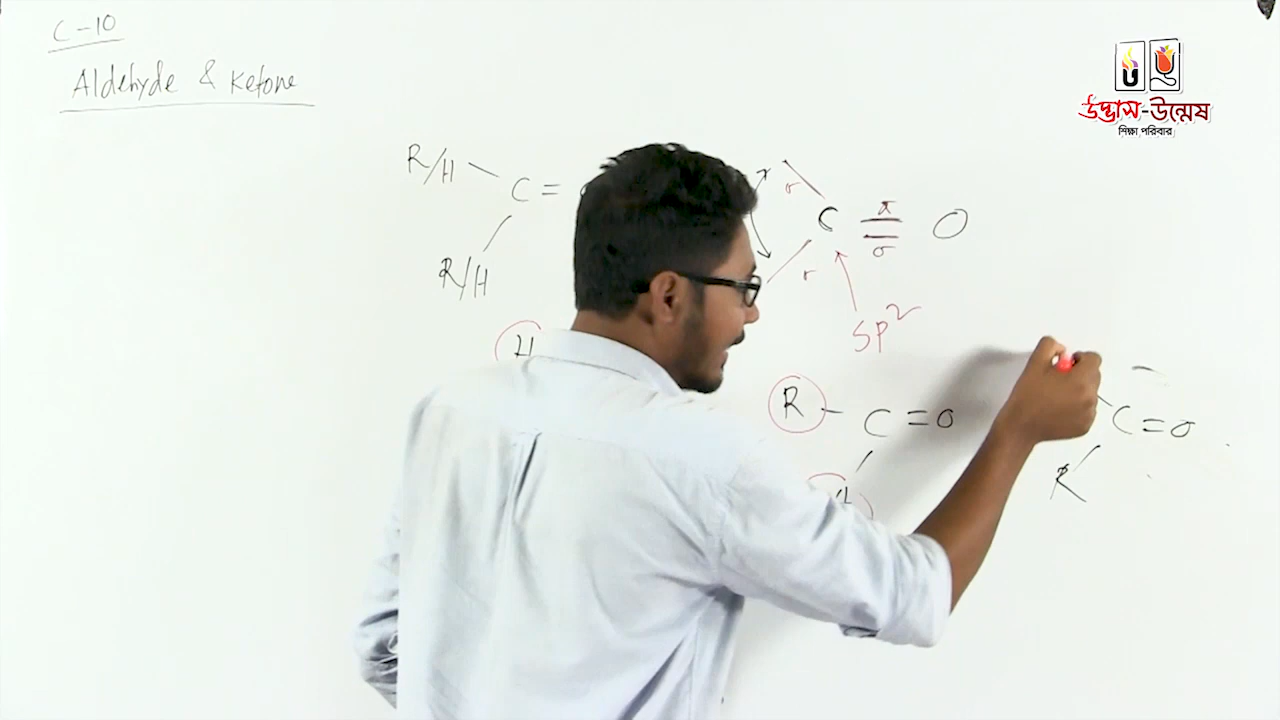 C-10
Aldehyde & Ketone
উদ্ভাস-উন্মেষ
শিক্ষা পরিবার
R/H
C =
R/H
σ
C
π
σ
O
σ
SP²
H
R - C = O
C = O
R